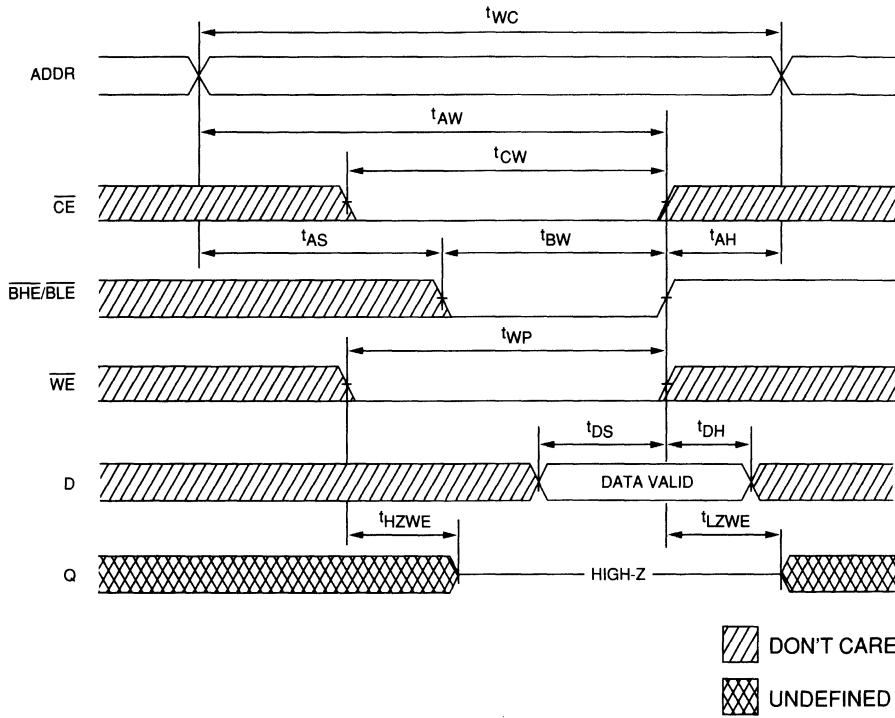 tWC
ADDR
tAW
tCW
CE
tAS tBW tAH
BHE/BLE
tWP
WE
tDS tDH
D DATA VALID
tHZWE tLZWE
Q HIGH-Z
DON'T CARE
UNDEFINED